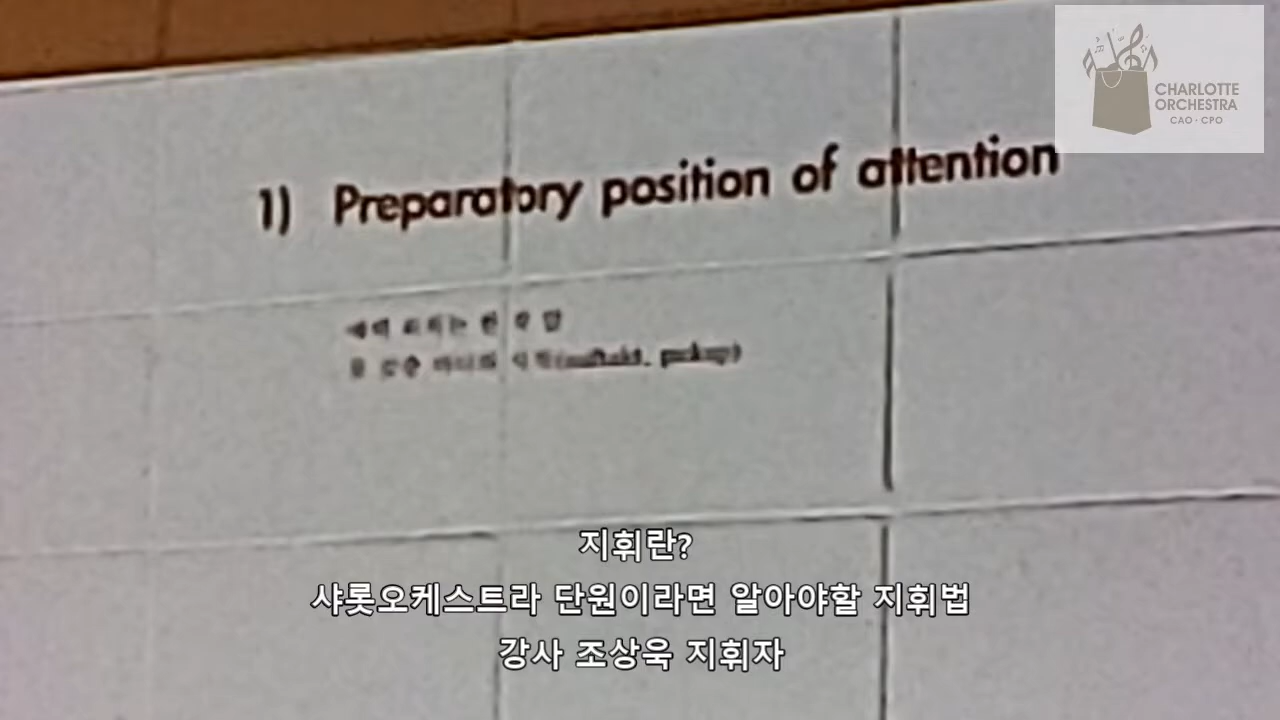 CHARLOTTE
ORCHESTRA
CAO · CPO
1) Preparatory position of attention
지휘란?
샤롯오케스트라 단원이라면 알아야할 지휘법
강사 조상욱 지휘자